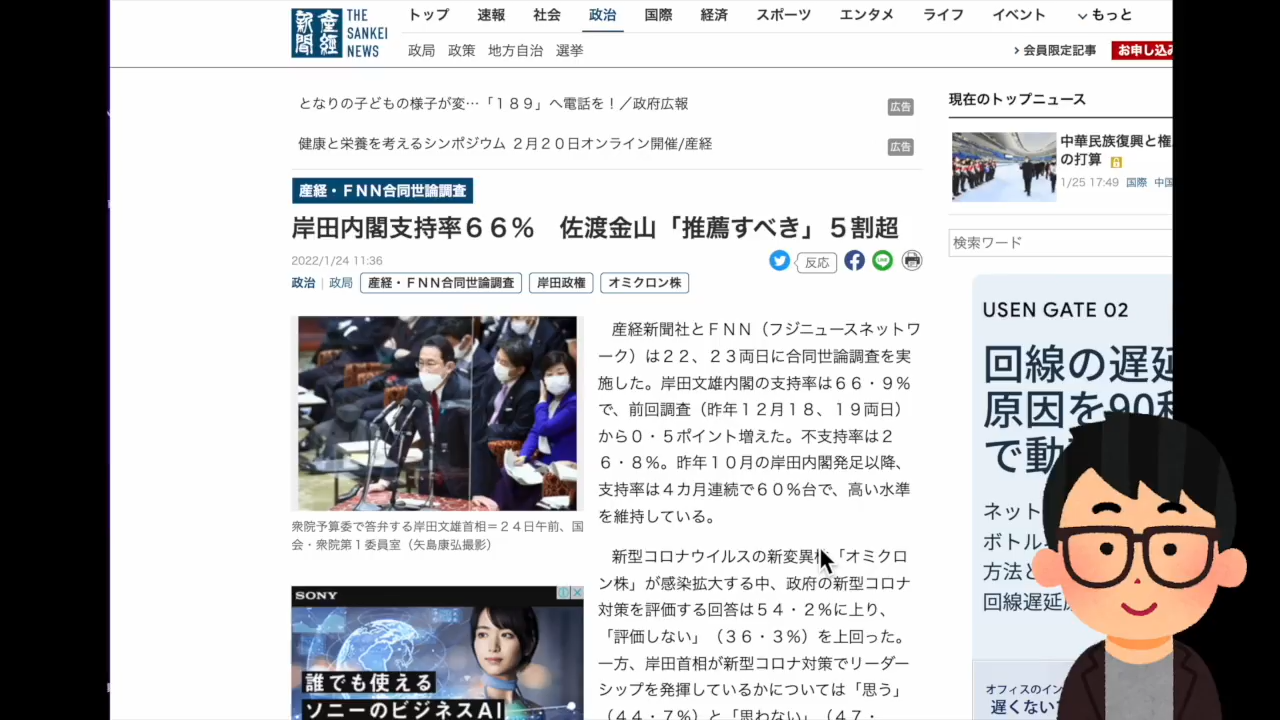 産經新聞
THE SANKEI NEWS
トップ 速報 社会 政治 国際 経済 スポーツ エンタメ ライフ イベント もっと
政局 政策 地方自治 選挙
会員限定記事 お申し込み
となりの子どもの様子が変…「１８９」へ電話を！／政府広報
広告
健康と栄養を考えるシンポジウム ２月２０日オンライン開催/産経
広告
産経・ＦＮＮ合同世論調査
岸田内閣支持率６６％　佐渡金山「推薦すべき」５割超
2022/1/24 11:36
反応
政治 | 政局 産経・ＦＮＮ合同世論調査 岸田政権 オミクロン株
衆院予算委で答弁する岸田文雄首相＝２４日午前、国
会・衆院第１委員室（矢島康弘撮影）
SONY
誰でも使える
ソニーのビジネスAI
産経新聞社とＦＮＮ（フジニュースネットワ
ーク）は２２、２３両日に合同世論調査を実
施した。岸田文雄内閣の支持率は６６・９％
で、前回調査（昨年１２月１８、１９両日）
から０・５ポイント増えた。不支持率は２
６・８％。昨年１０月の岸田内閣発足以降、
支持率は４カ月連続で６０％台で、高い水準
を維持している。
新型コロナウイルスの新変異株「オミクロ
ン株」が感染拡大する中、政府の新型コロナ
対策を評価する回答は５４・２％に上り、
「評価しない」（３６・３％）を上回った。
一方、岸田首相が新型コロナ対策でリーダー
シップを発揮しているかについては「思う」
（４４・７％）と「思わない」（４７・
現在のトップニュース
中華民族復興と権
の打算
1/25 17:49 国際 中国
検索ワード
USEN GATE 02
回線の遅延
原因を90秒
で動
ネット
ボトル
方法と
回線遅延
オフィスのイン
遅くない